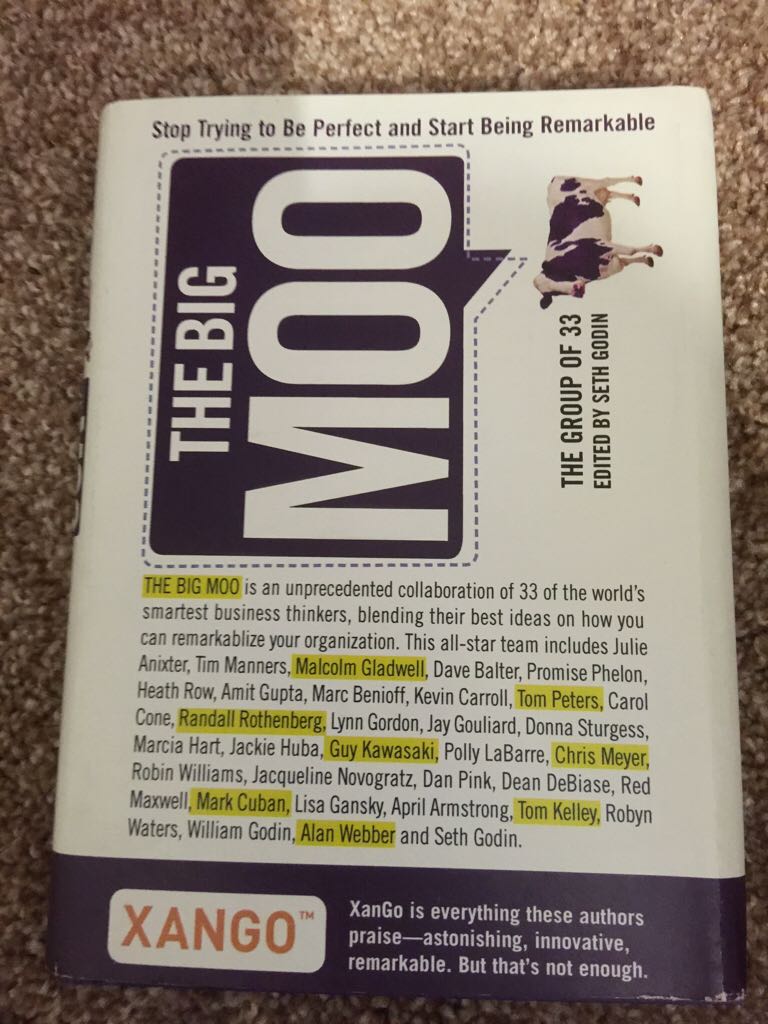 Stop Trying to Be Perfect and Start Being Remarkable
THE BIG
MOO
THE GROUP OF 33
EDITED BY SETH GODIN
THE BIG MOO is an unprecedented collaboration of 33 of the world's
smartest business thinkers, blending their best ideas on how you
can remarkablize your organization. This all-star team includes Julie
Anixter, Tim Manners, Malcolm Gladwell, Dave Balter, Promise Phelon,
Heath Row, Amit Gupta, Marc Benioff, Kevin Carroll, Tom Peters, Carol
Cone, Randall Rothenberg, Lynn Gordon, Jay Gouliard, Donna Sturgess,
Marcia Hart, Jackie Huba, Guy Kawasaki, Polly LaBarre, Chris Meyer,
Robin Williams, Jacqueline Novogratz, Dan Pink, Dean DeBiase, Red
Maxwell, Mark Cuban, Lisa Gansky, April Armstrong, Tom Kelley, Robyn
Waters, William Godin, Alan Webber and Seth Godin.
XANGO™
XanGo is everything these authors
praise—astonishing, innovative,
remarkable. But that's not enough.